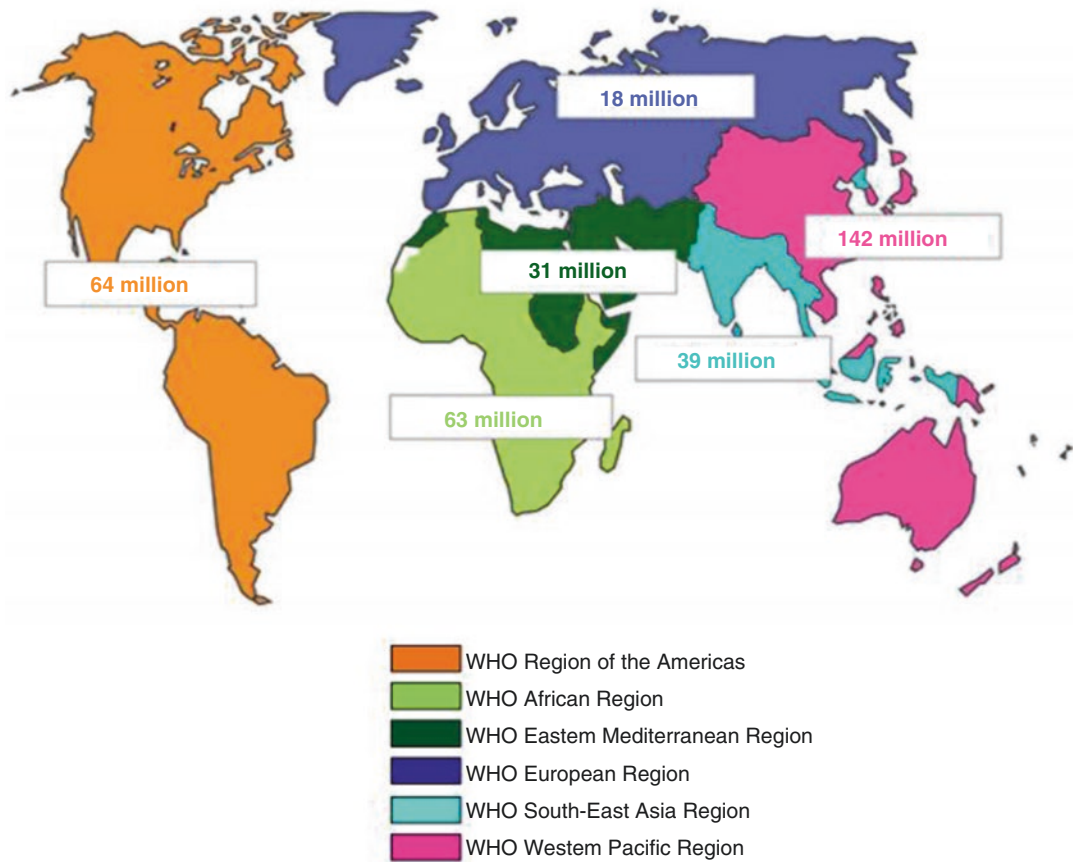 18 million
142 million
31 million
64 million
39 million
63 million
WHO Region of the Americas
WHO African Region
WHO Eastem Mediterranean Region
WHO European Region
WHO South-East Asia Region
WHO Westem Pacific Region